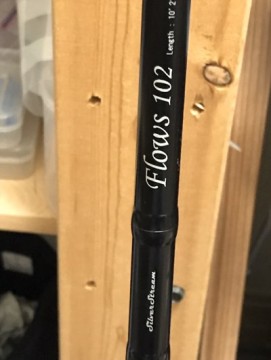 Length : 10' 2
Flows 102
SilverStream